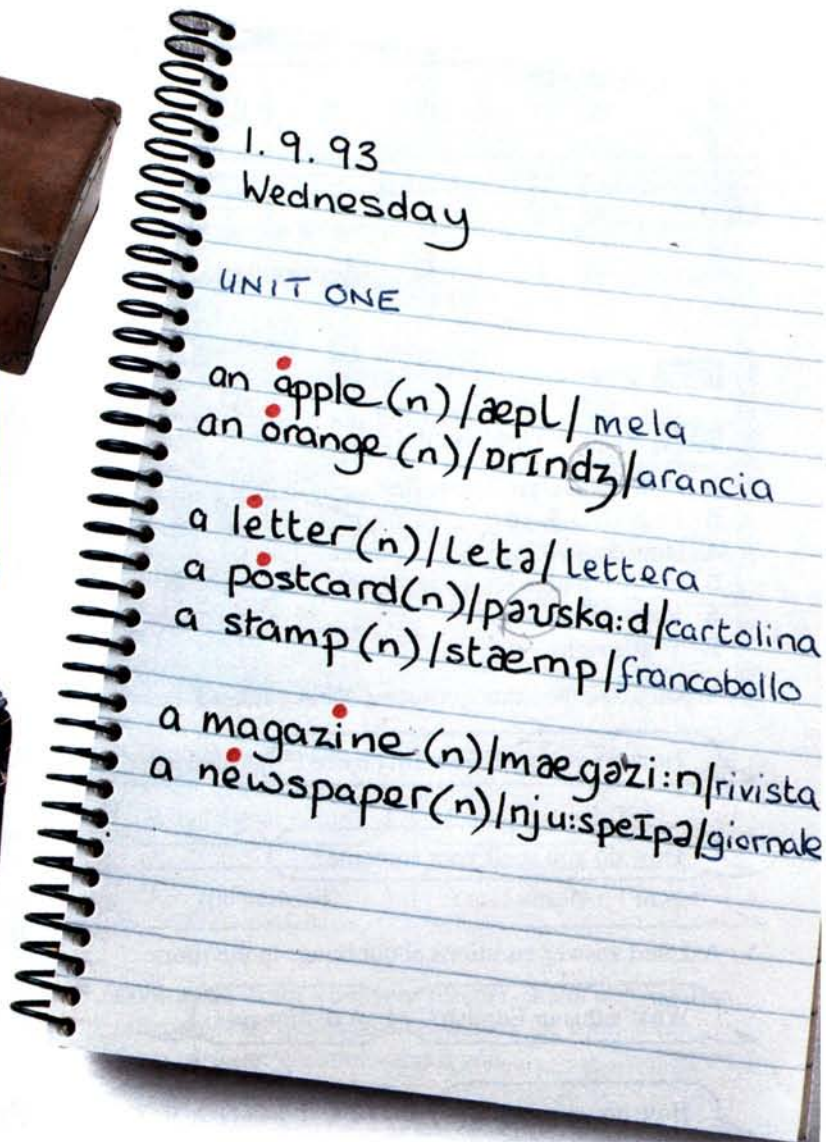 1.9.93
Wednesday
UNIT ONE
an apple (n) /æpl/ mela
an orange (n) /ɒrɪndʒ/ arancia
a letter (n) /letə/ lettera
a postcard (n) /pəʊska:d/ cartolina
a stamp (n) /stæmp/ francobollo
a magazine (n) /mægəzi:n/ rivista
a newspaper (n) /nju:speɪpə/ giornale